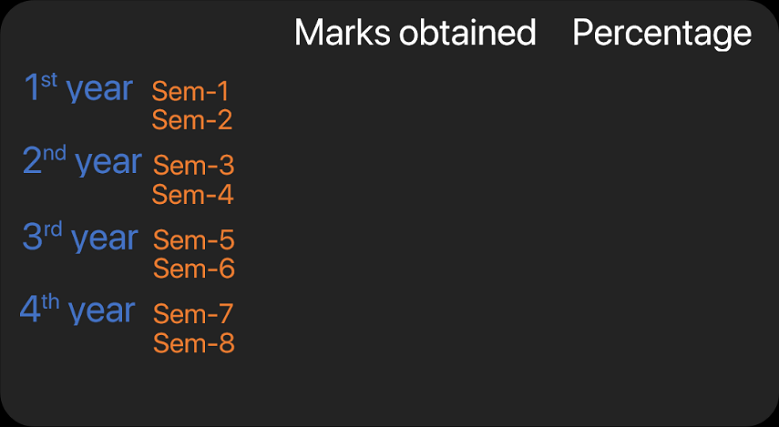 Marks obtained Percentage
1st year Sem-1
Sem-2
2nd year Sem-3
Sem-4
3rd year Sem-5
Sem-6
4th year Sem-7
Sem-8